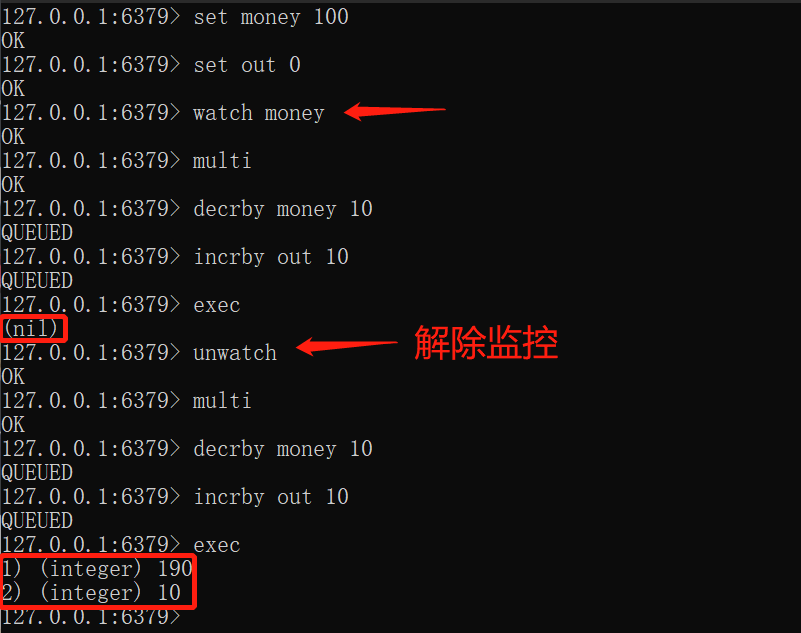 127.0.0.1:6379> set money 100
OK
127.0.0.1:6379> set out 0
OK
127.0.0.1:6379> watch money
OK
127.0.0.1:6379> multi
OK
127.0.0.1:6379> decrby money 10
QUEUED
127.0.0.1:6379> incrby out 10
QUEUED
127.0.0.1:6379> exec
(nil)
127.0.0.1:6379> unwatch 解除监控
OK
127.0.0.1:6379> multi
OK
127.0.0.1:6379> decrby money 10
QUEUED
127.0.0.1:6379> incrby out 10
QUEUED
127.0.0.1:6379> exec
1) (integer) 190
2) (integer) 10
127.0.0.1:6379>